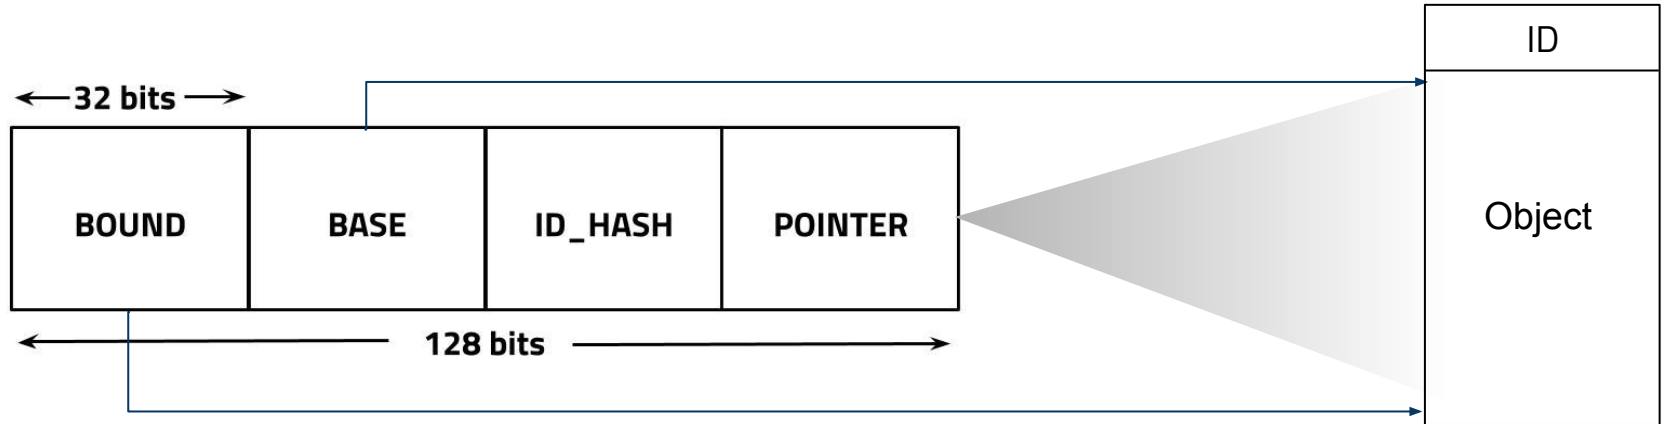 ID
32 bits
BOUND
BASE
ID_HASH
POINTER
Object
128 bits